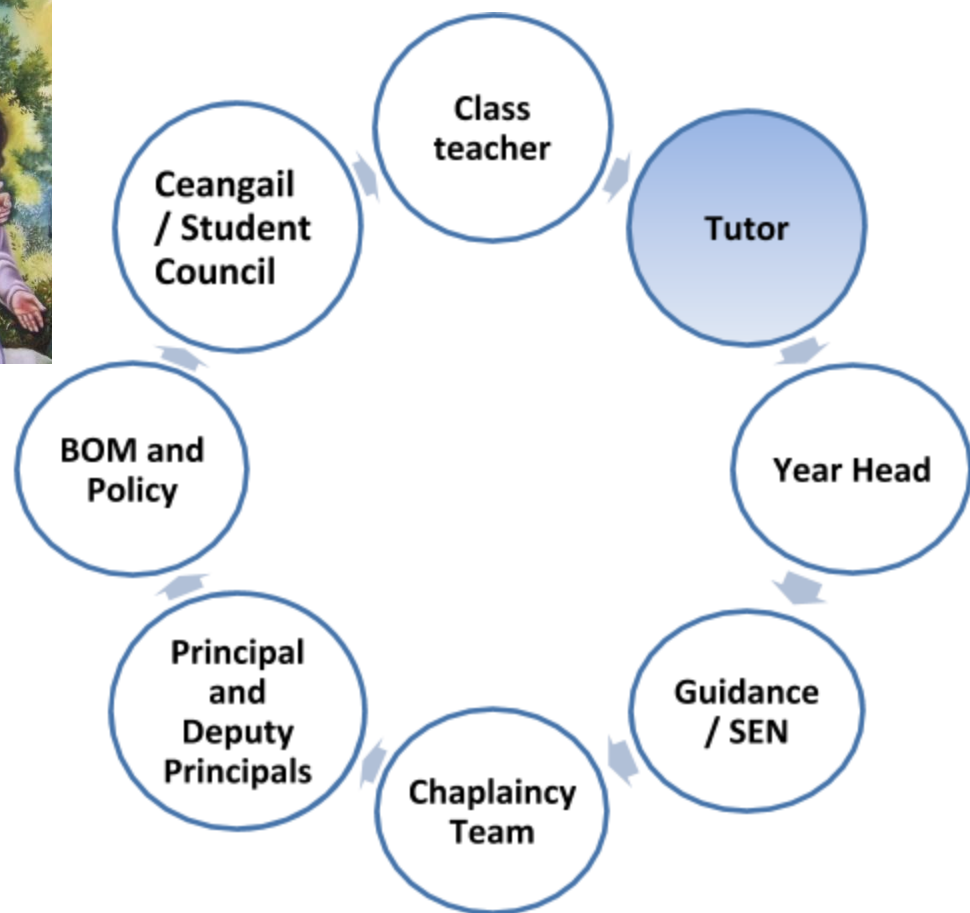 Class
teacher
Tutor
Year Head
Guidance
/ SEN
Chaplaincy
Team
Principal
and
Deputy
Principals
BOM and
Policy
Ceangail
/ Student
Council